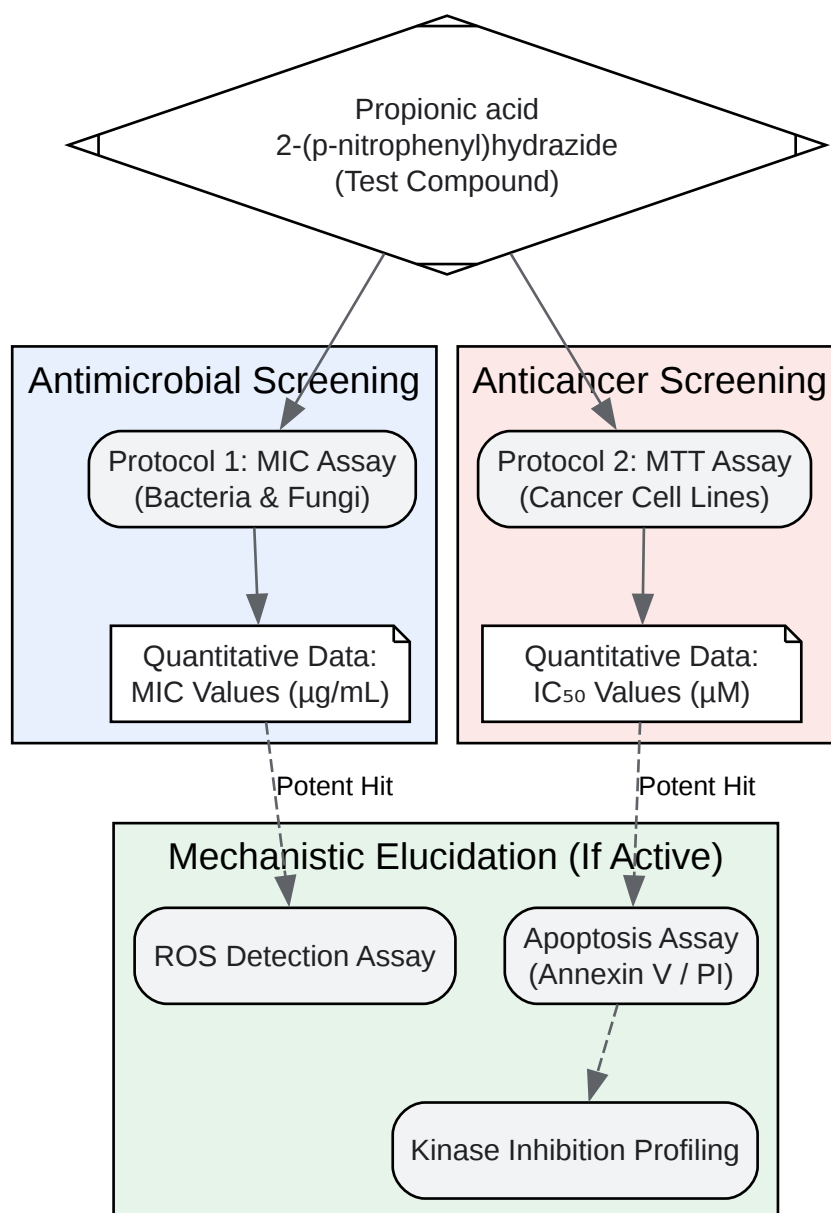 Propionic acid
2-(p-nitrophenyl)hydrazide
(Test Compound)
Antimicrobial Screening
Protocol 1: MIC Assay
(Bacteria & Fungi)
Quantitative Data:
MIC Values (µg/mL)
Anticancer Screening
Protocol 2: MTT Assay
(Cancer Cell Lines)
Quantitative Data:
IC₅₀ Values (µM)
Potent Hit
Potent Hit
Mechanistic Elucidation (If Active)
ROS Detection Assay
Apoptosis Assay
(Annexin V / PI)
Kinase Inhibition Profiling